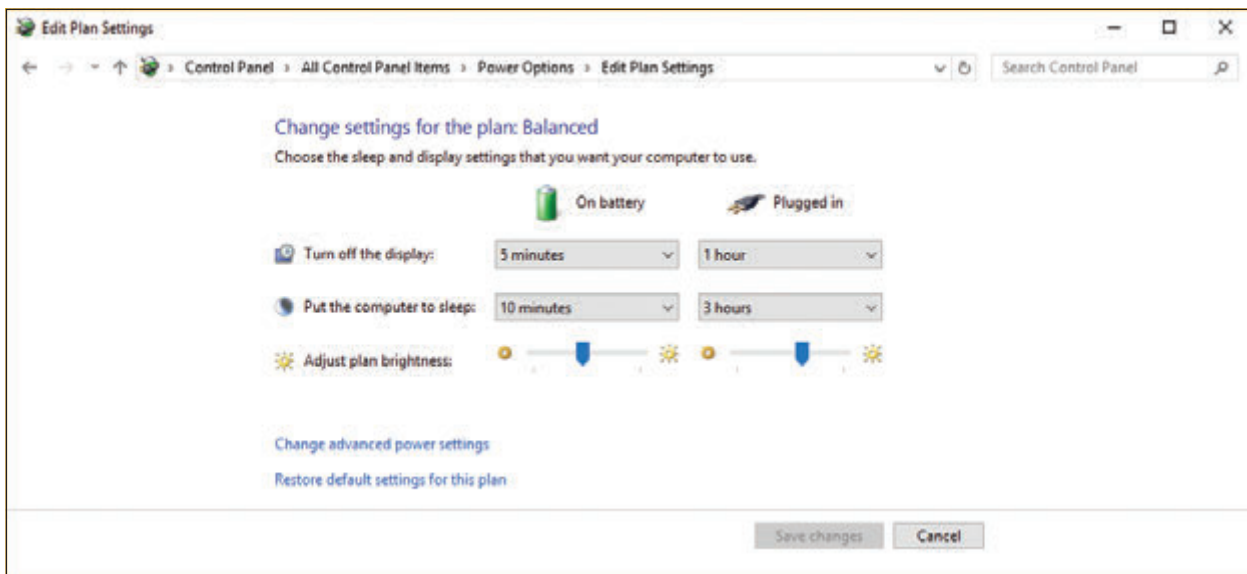 Edit Plan Settings
Control Panel › All Control Panel Items › Power Options › Edit Plan Settings
Search Control Panel
Change settings for the plan: Balanced
Choose the sleep and display settings that you want your computer to use.
On battery Plugged in
Turn off the display: 5 minutes 1 hour
Put the computer to sleep: 10 minutes 3 hours
Adjust plan brightness:
Change advanced power settings
Restore default settings for this plan
Save changes Cancel